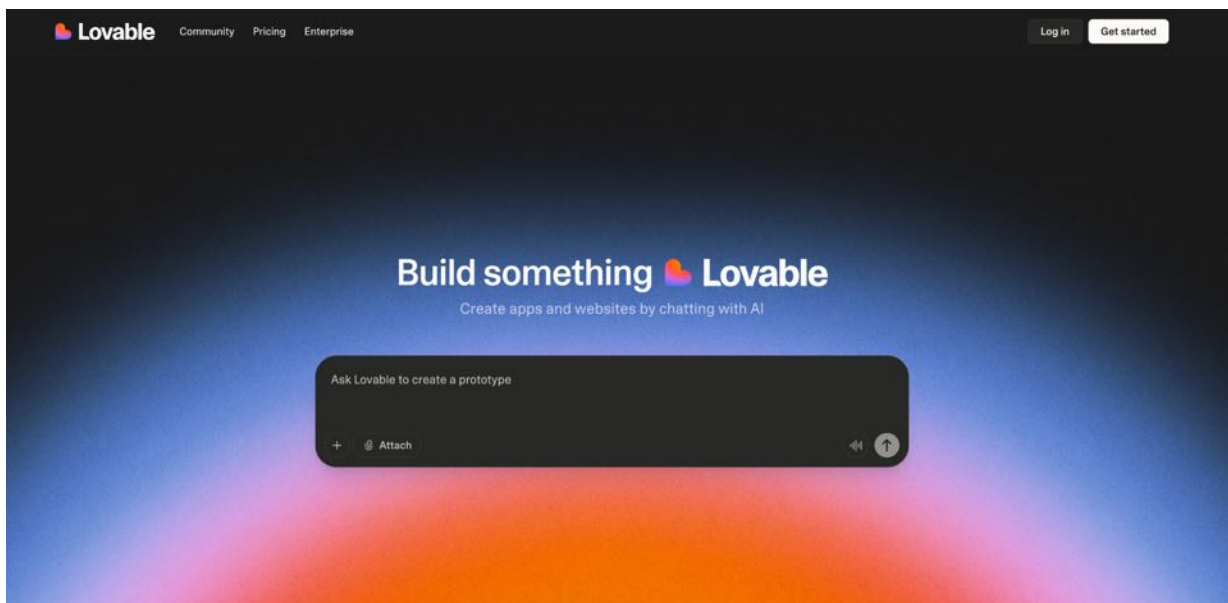 Lovable Community Pricing Enterprise Log in Get started
Build something Lovable
Create apps and websites by chatting with AI
Ask Lovable to create a prototype
+ Attach